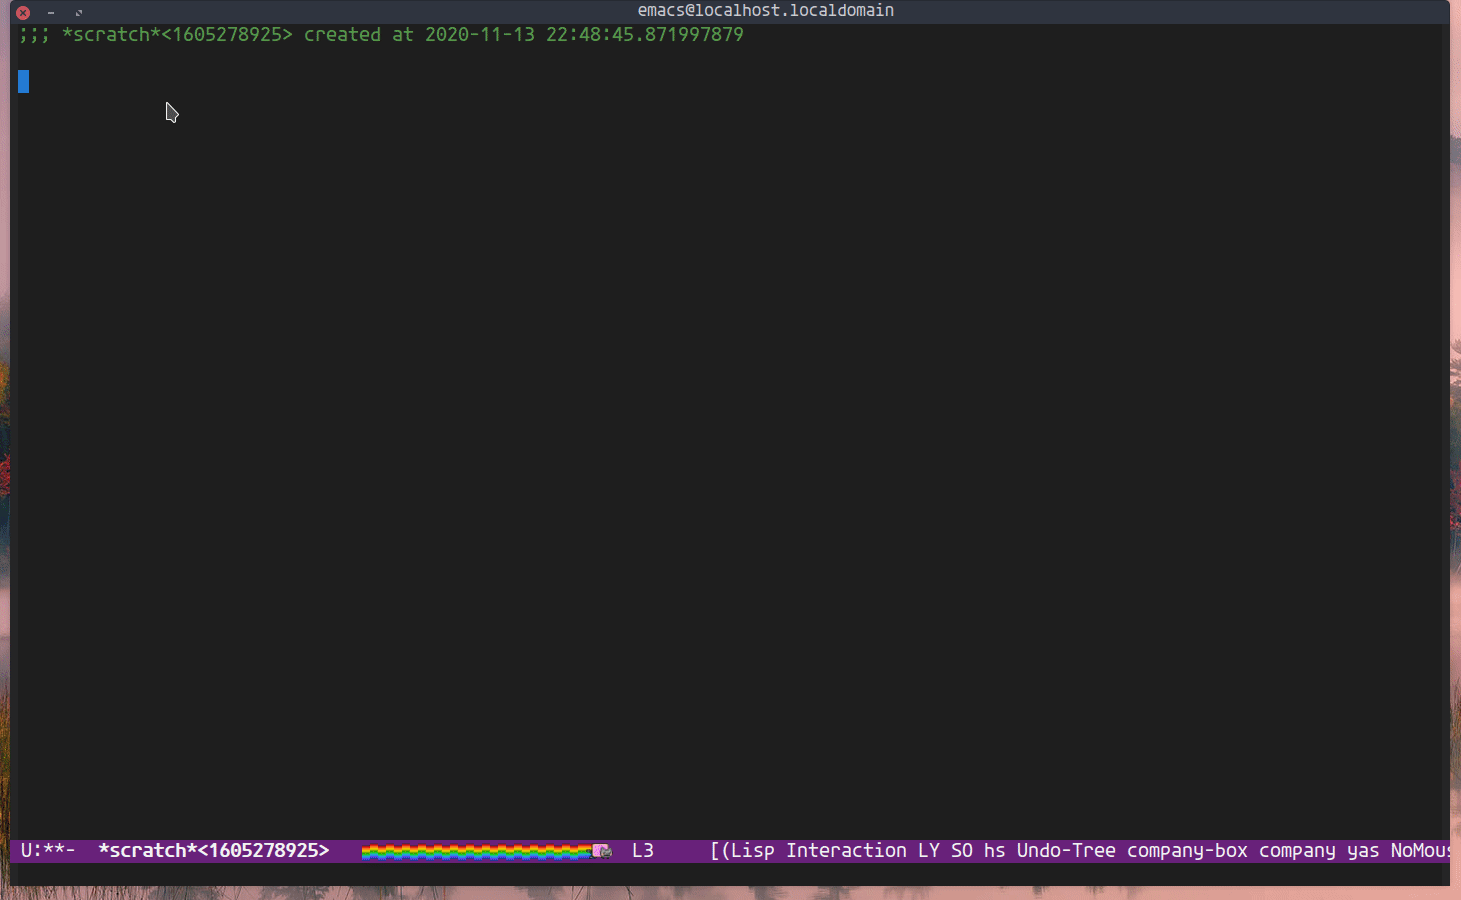 emacs@localhost.localdomain
;;; *scratch*<1605278925> created at 2020-11-13 22:48:45.871997879
U:**- *scratch*<1605278925> L3 [(Lisp Interaction LY SO hs Undo-Tree company-box company yas NoMous